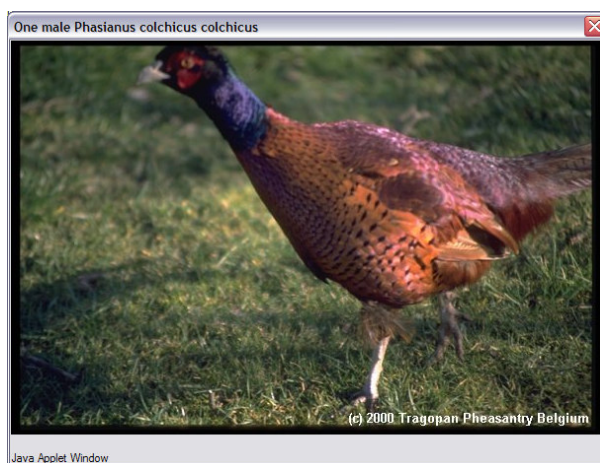 One male Phasianus colchicus colchicus
(c) 2000 Tragopan Pheasantry Belgium
Java Applet Window